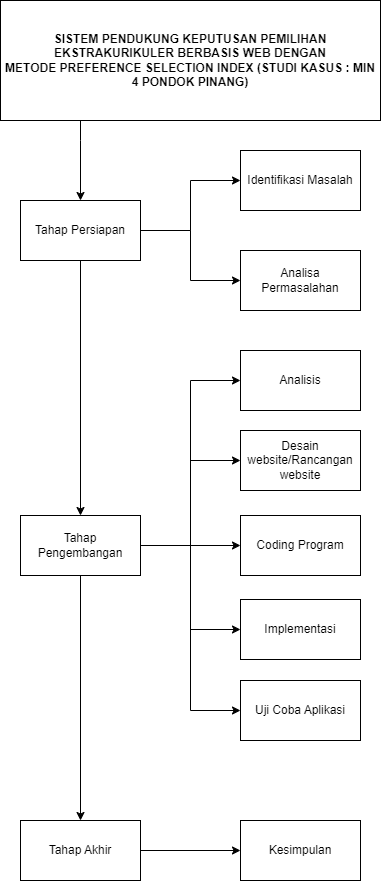 SISTEM PENDUKUNG KEPUTUSAN PEMILIHAN
EKSTRAKURIKULER BERBASIS WEB DENGAN
METODE PREFERENCE SELECTION INDEX (STUDI KASUS : MIN
4 PONDOK PINANG)
Tahap Persiapan
Identifikasi Masalah
Analisa
Permasalahan
Tahap
Pengembangan
Analisis
Desain
website/Rancangan
website
Coding Program
Implementasi
Uji Coba Aplikasi
Tahap Akhir
Kesimpulan